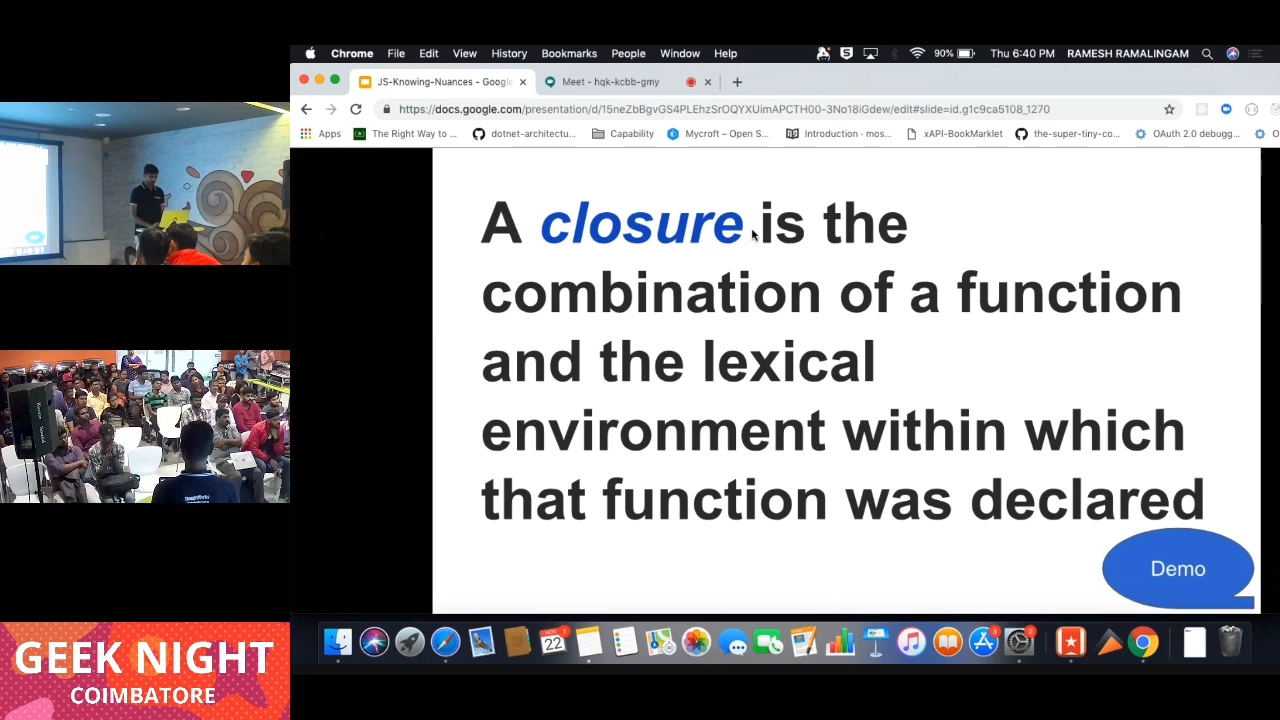 Chrome File Edit View History Bookmarks People Window Help 90% Thu 6:40 PM RAMESH RAMALINGAM
JS-Knowing-Nuances - Google
Meet - hqk-kcbb-gmy
https://docs.google.com/presentation/d/15neZbBgvGS4PLEhzSrOQYXUimAPCTH00-3No18iGdew/edit#slide=id.g1c9ca5108_1270
Apps The Right Way to ... dotnet-architectu... Capability Mycroft – Open S... Introduction · mos... xAPI-BookMarklet the-super-tiny-co... OAuth 2.0 debugg...
A closure is the
combination of a function
and the lexical
environment within which
that function was declared
Demo
NOV 1
22
GEEK NIGHT
COIMBATORE